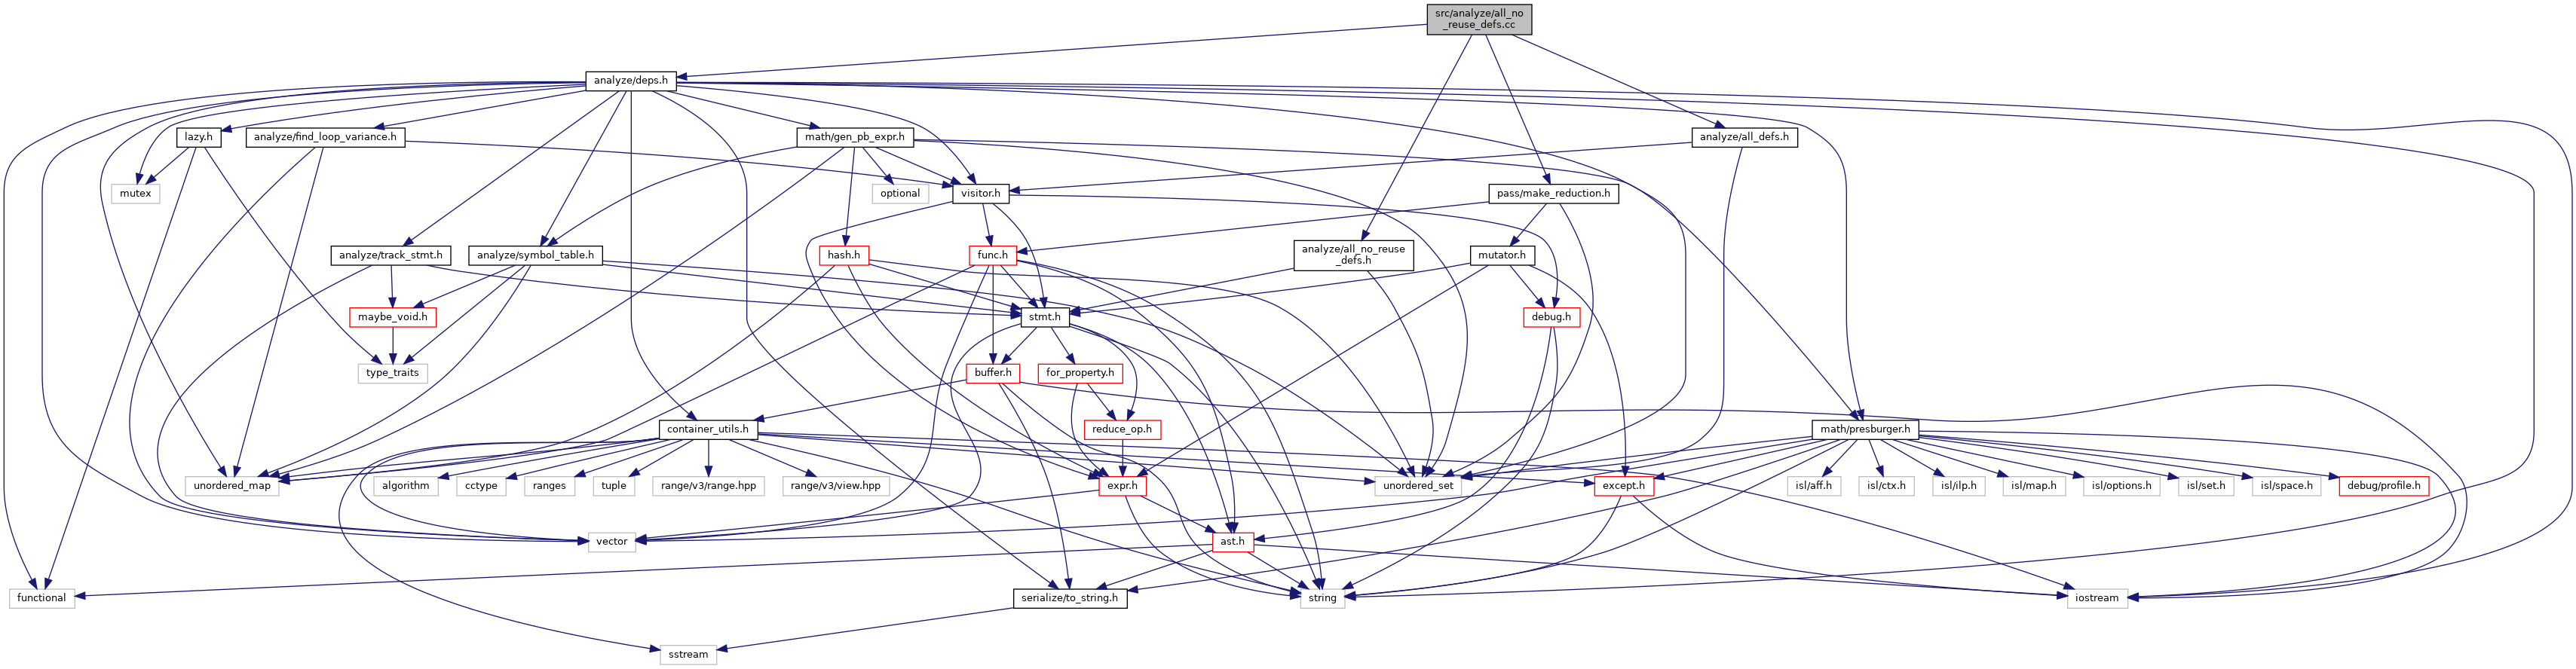 src/analyze/all_no
_reuse_defs.cc
analyze/deps.h
lazy.h
analyze/find_loop_variance.h
math/gen_pb_expr.h
analyze/all_defs.h
mutex
optional
visitor.h
pass/make_reduction.h
analyze/track_stmt.h
analyze/symbol_table.h
hash.h
func.h
analyze/all_no_reuse
_defs.h
mutator.h
maybe_void.h
stmt.h
debug.h
type_traits
buffer.h
for_property.h
container_utils.h
reduce_op.h
math/presburger.h
unordered_map
algorithm
cctype
ranges
tuple
range/v3/range.hpp
range/v3/view.hpp
expr.h
unordered_set
except.h
isl/aff.h
isl/ctx.h
isl/ilp.h
isl/map.h
isl/options.h
isl/set.h
isl/space.h
debug/profile.h
vector
ast.h
functional
serialize/to_string.h
string
iostream
sstream